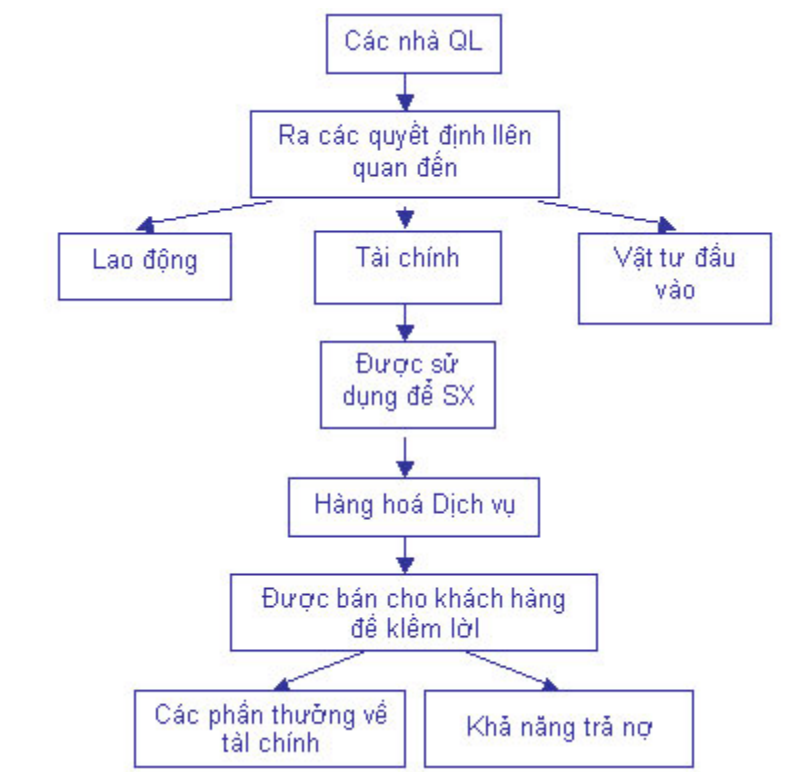 Các nhà QL
Ra các quyết định lIên
quan đến
Lao động
Tài chính
Vật tư đầu
vào
Được sử
dụng để SX
Hàng hoá Dịch vụ
Được bán cho khách hàng
để kIếm lờI
Các phần thưởng về
tàI chính
Khả năng trả nợ